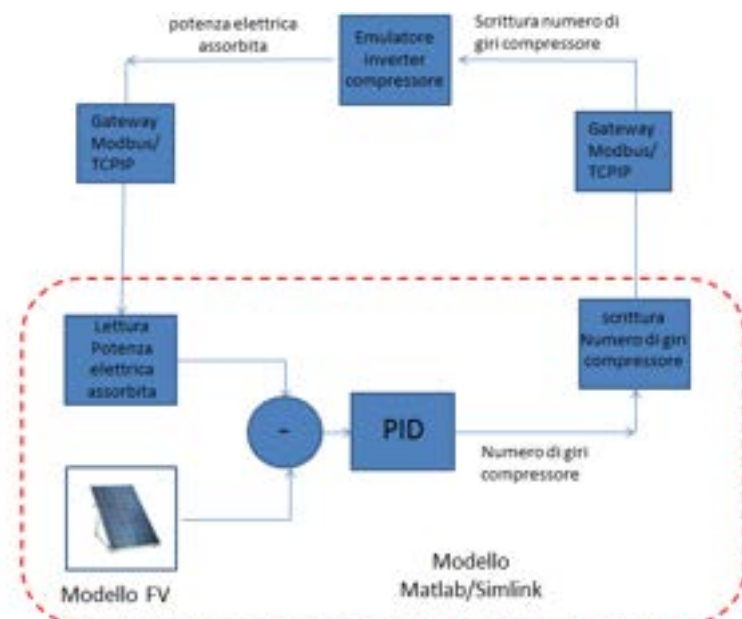 potenza elettrica
assorbita
Emulatore
inverter
compressore
Scrittura numero di
giri compressore
Gateway
Modbus/
TCPIP
Gateway
Modbus/
TCPIP
Lettura
Potenza
elettrica
assorbita
scrittura
Numero di giri
compressore
-
PID
Numero di giri
compressore
Modello FV
Modello
Matlab/Simlink